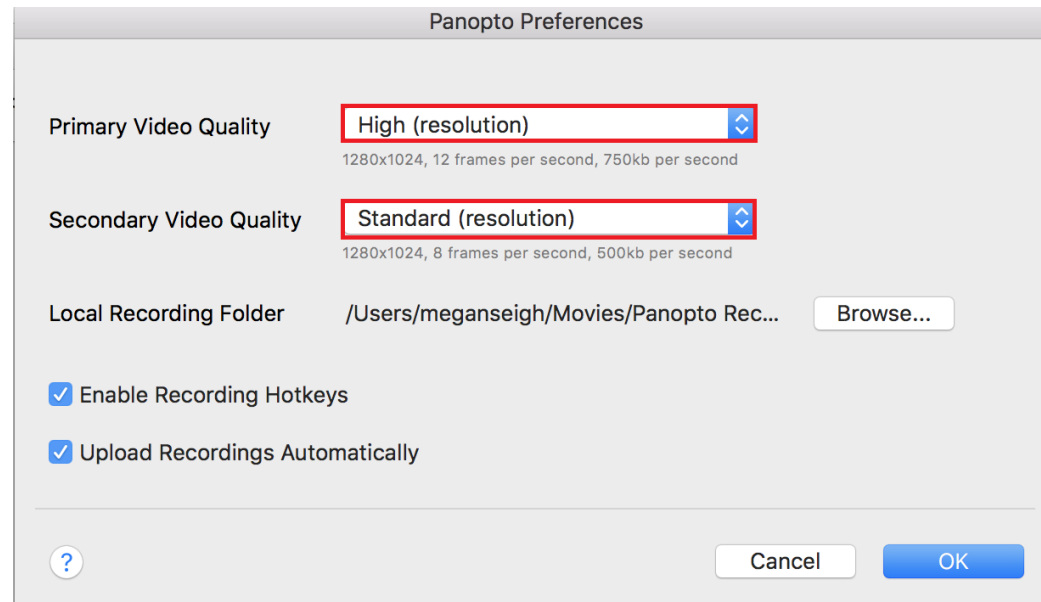 Panopto Preferences
Primary Video Quality
High (resolution)
1280x1024, 12 frames per second, 750kb per second
Secondary Video Quality
Standard (resolution)
1280x1024, 8 frames per second, 500kb per second
Local Recording Folder
/Users/meganseigh/Movies/Panopto Rec...
Browse...
Enable Recording Hotkeys
Upload Recordings Automatically
?
Cancel
OK